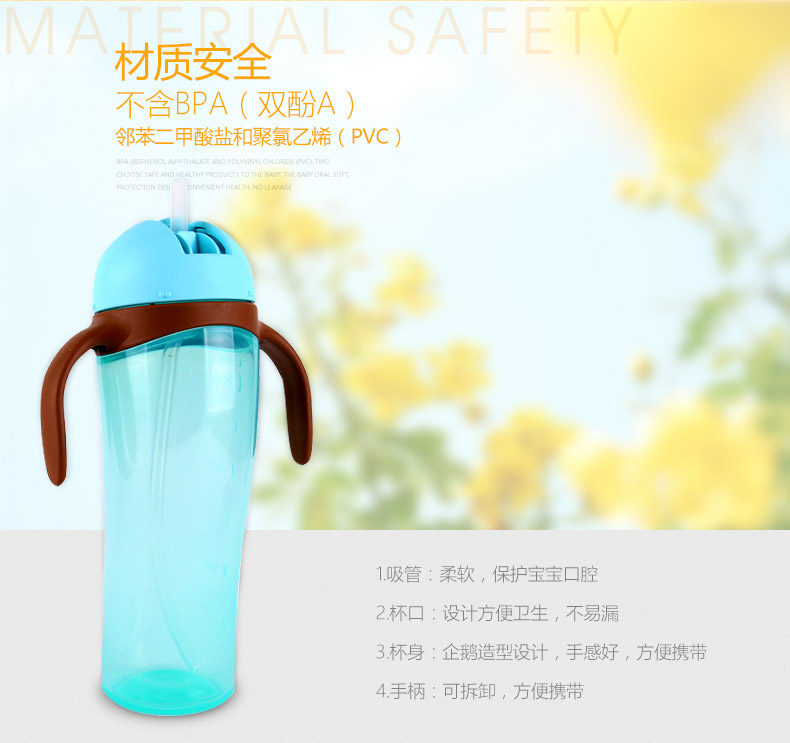 MATERIAL SAFETY
材质安全
不含BPA（双酚A）
邻苯二甲酸盐和聚氯乙烯（PVC）
BPA (BISPHENOL A)PHTHALATE AND POLYVINYL CHLORIDE (PVC), TWO
CHOOSE SAFE AND HEALTHY PRODUCTS TO THE BABY, THE BABY ORAL SOFT,
PROTECTION CONVENIENT HEALTH, NO LEAKAGE
1.吸管：柔软，保护宝宝口腔
2.杯口：设计方便卫生，不易漏
3.杯身：企鹅造型设计，手感好，方便携带
4.手柄：可拆卸，方便携带